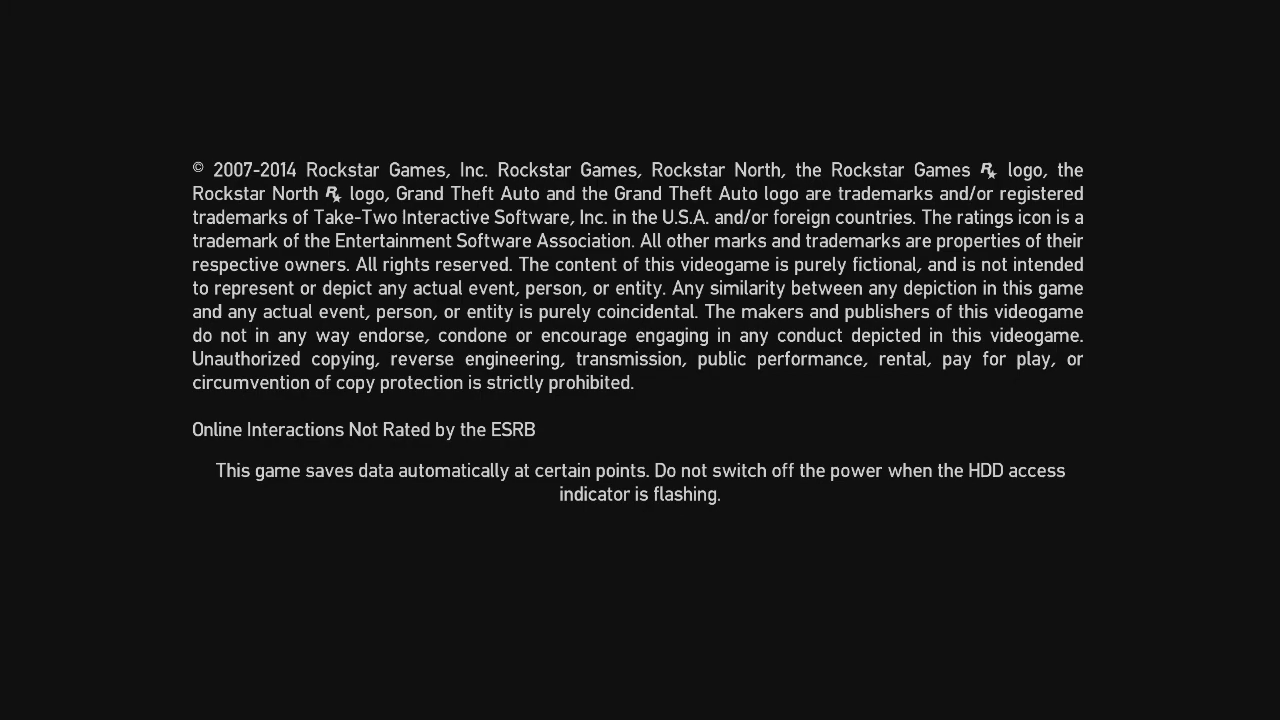 © 2007-2014 Rockstar Games, Inc. Rockstar Games, Rockstar North, the Rockstar Games R★ logo, the
Rockstar North R★ logo, Grand Theft Auto and the Grand Theft Auto logo are trademarks and/or registered
trademarks of Take-Two Interactive Software, Inc. in the U.S.A. and/or foreign countries. The ratings icon is a
trademark of the Entertainment Software Association. All other marks and trademarks are properties of their
respective owners. All rights reserved. The content of this videogame is purely fictional, and is not intended
to represent or depict any actual event, person, or entity. Any similarity between any depiction in this game
and any actual event, person, or entity is purely coincidental. The makers and publishers of this videogame
do not in any way endorse, condone or encourage engaging in any conduct depicted in this videogame.
Unauthorized copying, reverse engineering, transmission, public performance, rental, pay for play, or
circumvention of copy protection is strictly prohibited.
Online Interactions Not Rated by the ESRB
This game saves data automatically at certain points. Do not switch off the power when the HDD access
indicator is flashing.